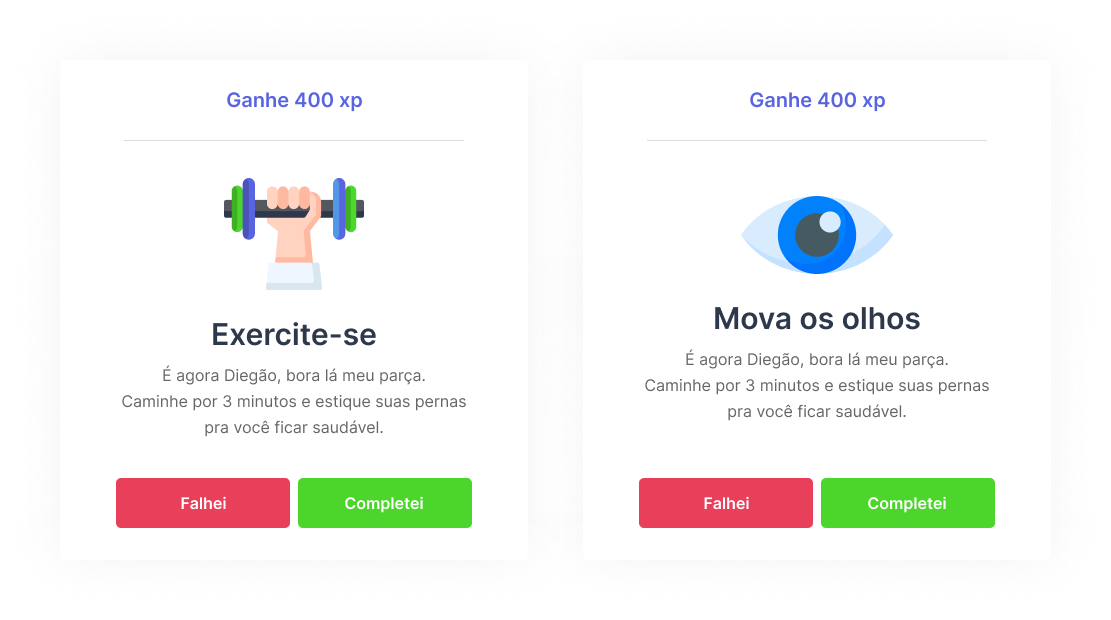 Ganhe 400 xp
Exercite-se
É agora Diegão, bora lá meu parça.
Caminhe por 3 minutos e estique suas pernas
pra você ficar saudável.
Falhei
Completei
Ganhe 400 xp
Mova os olhos
É agora Diegão, bora lá meu parça.
Caminhe por 3 minutos e estique suas pernas
pra você ficar saudável.
Falhei
Completei